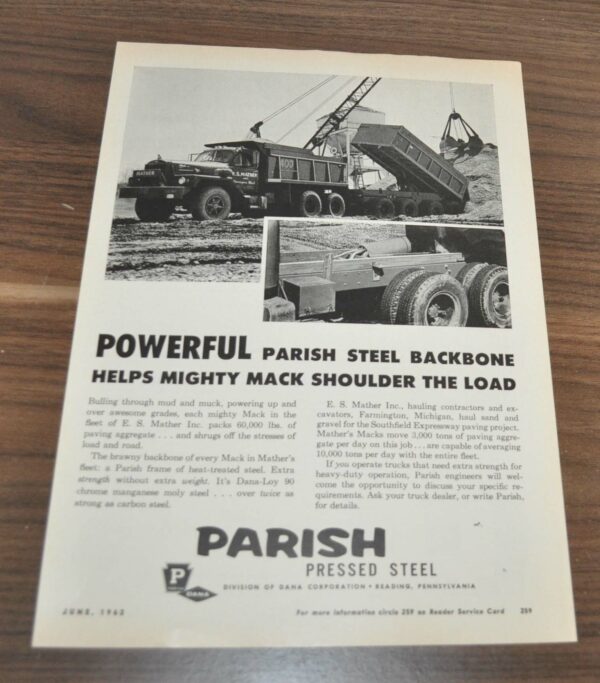 MATHER
E. S. MATHER
400
POWERFUL PARISH STEEL BACKBONE
HELPS MIGHTY MACK SHOULDER THE LOAD
Bulling through mud and muck, powering up and
over awesome grades, each mighty Mack in the
fleet of E. S. Mather Inc. packs 60,000 lbs. of
paving aggregate . . . and shrugs off the stresses of
load and road.
The brawny backbone of every Mack in Mather's
fleet: a Parish frame of heat-treated steel. Extra
strength without extra weight. It's Dana-Loy 90
chrome manganese moly steel . . . over twice as
strong as carbon steel.
E. S. Mather Inc., hauling contractors and ex-
cavators, Farmington, Michigan, haul sand and
gravel for the Southfield Expressway paving project.
Mather's Macks move 3,000 tons of paving aggre-
gate per day on this job . . . are capable of averaging
10,000 tons per day with the entire fleet.
If you operate trucks that need extra strength for
heavy-duty operation, Parish engineers will wel-
come the opportunity to discuss your specific re-
quirements. Ask your truck dealer, or write Parish,
for details.
PARISH
PRESSED STEEL
DIVISION OF DANA CORPORATION • READING, PENNSYLVANIA
P
DANA
JUNE, 1962
For more information circle 259 on Reader Service Card
259